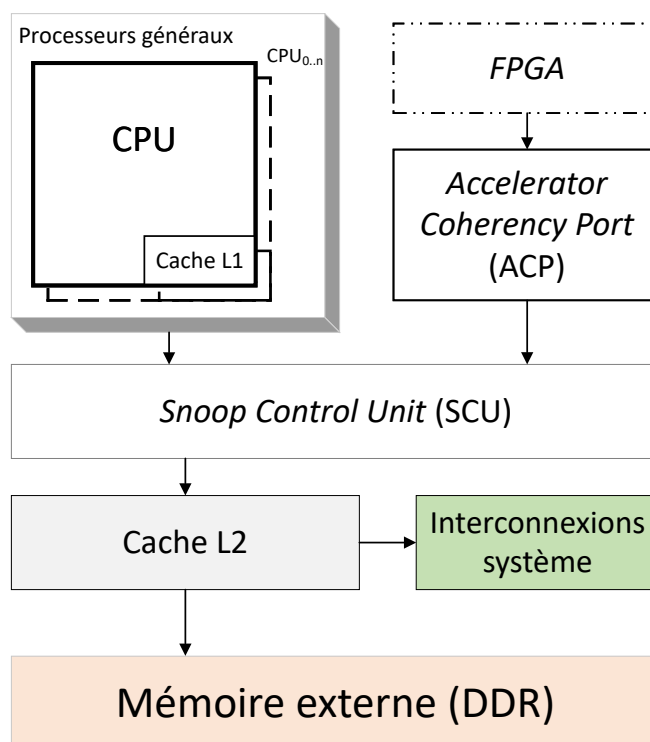 Processeurs généraux
CPU0..n
CPU
Cache L1
FPGA
Accelerator
Coherency Port
(ACP)
Snoop Control Unit (SCU)
Cache L2
Interconnexions
système
Mémoire externe (DDR)